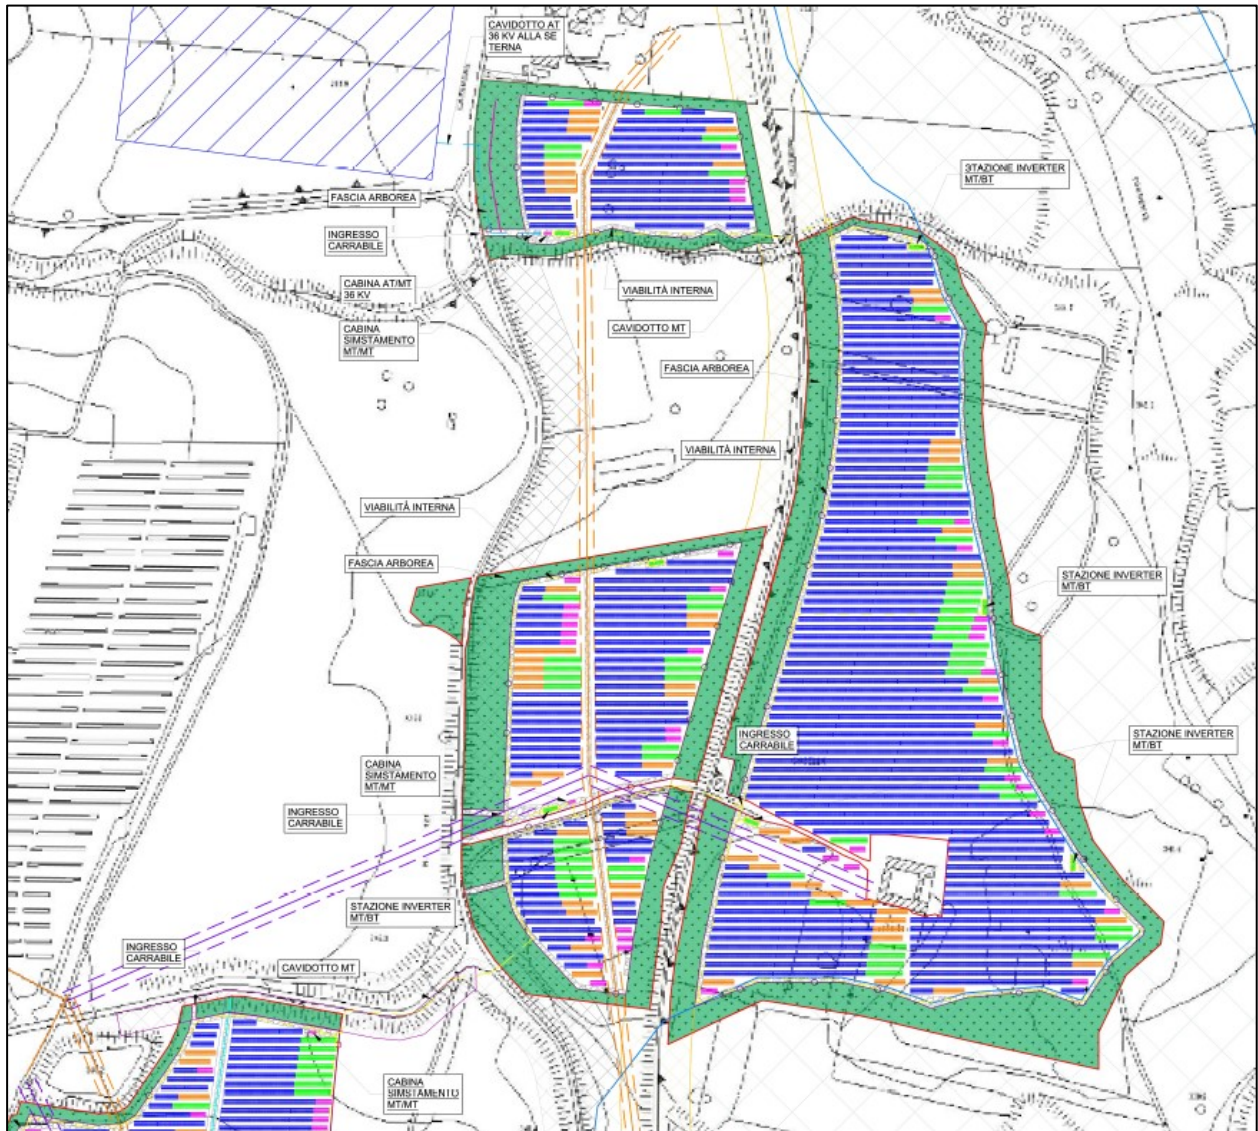 CAVIDOTTO AT
36 KV ALLA SE
TERNA
STAZIONE INVERTER
MT/BT
FASCIA ARBOREA
INGRESSO
CARRABILE
CABINA AT/MT
36 KV
VIABILITÀ INTERNA
CABINA
SIMSTAMENTO
MT/MT
CAVIDOTTO MT
FASCIA ARBOREA
VIABILITÀ INTERNA
VIABILITÀ INTERNA
FASCIA ARBOREA
STAZIONE INVERTER
MT/BT
INGRESSO
CARRABILE
STAZIONE INVERTER
MT/BT
CABINA
SIMSTAMENTO
MT/MT
INGRESSO
CARRABILE
STAZIONE INVERTER
MT/BT
INGRESSO
CARRABILE
CAVIDOTTO MT
CABINA
SIMSTAMENTO
MT/MT